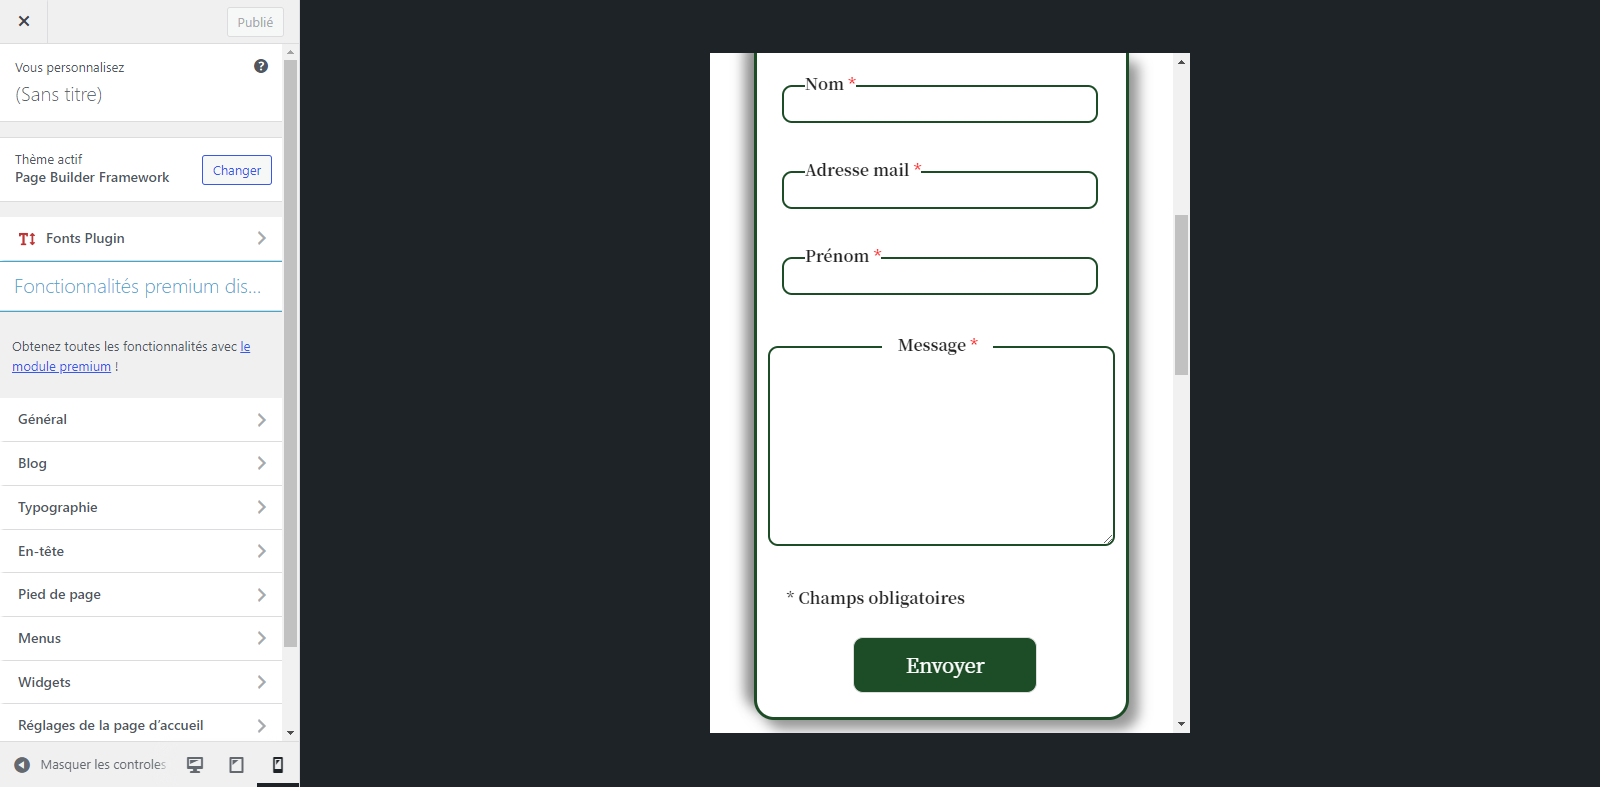 Publié
Vous personnalisez
(Sans titre)
Thème actif
Page Builder Framework
Changer
Fonts Plugin
Fonctionnalités premium dis...
Obtenez toutes les fonctionnalités avec le
module premium !
Général
Blog
Typographie
En-tête
Pied de page
Menus
Widgets
Réglages de la page d’accueil
Masquer les controles
Nom *
Adresse mail *
Prénom *
Message *
* Champs obligatoires
Envoyer